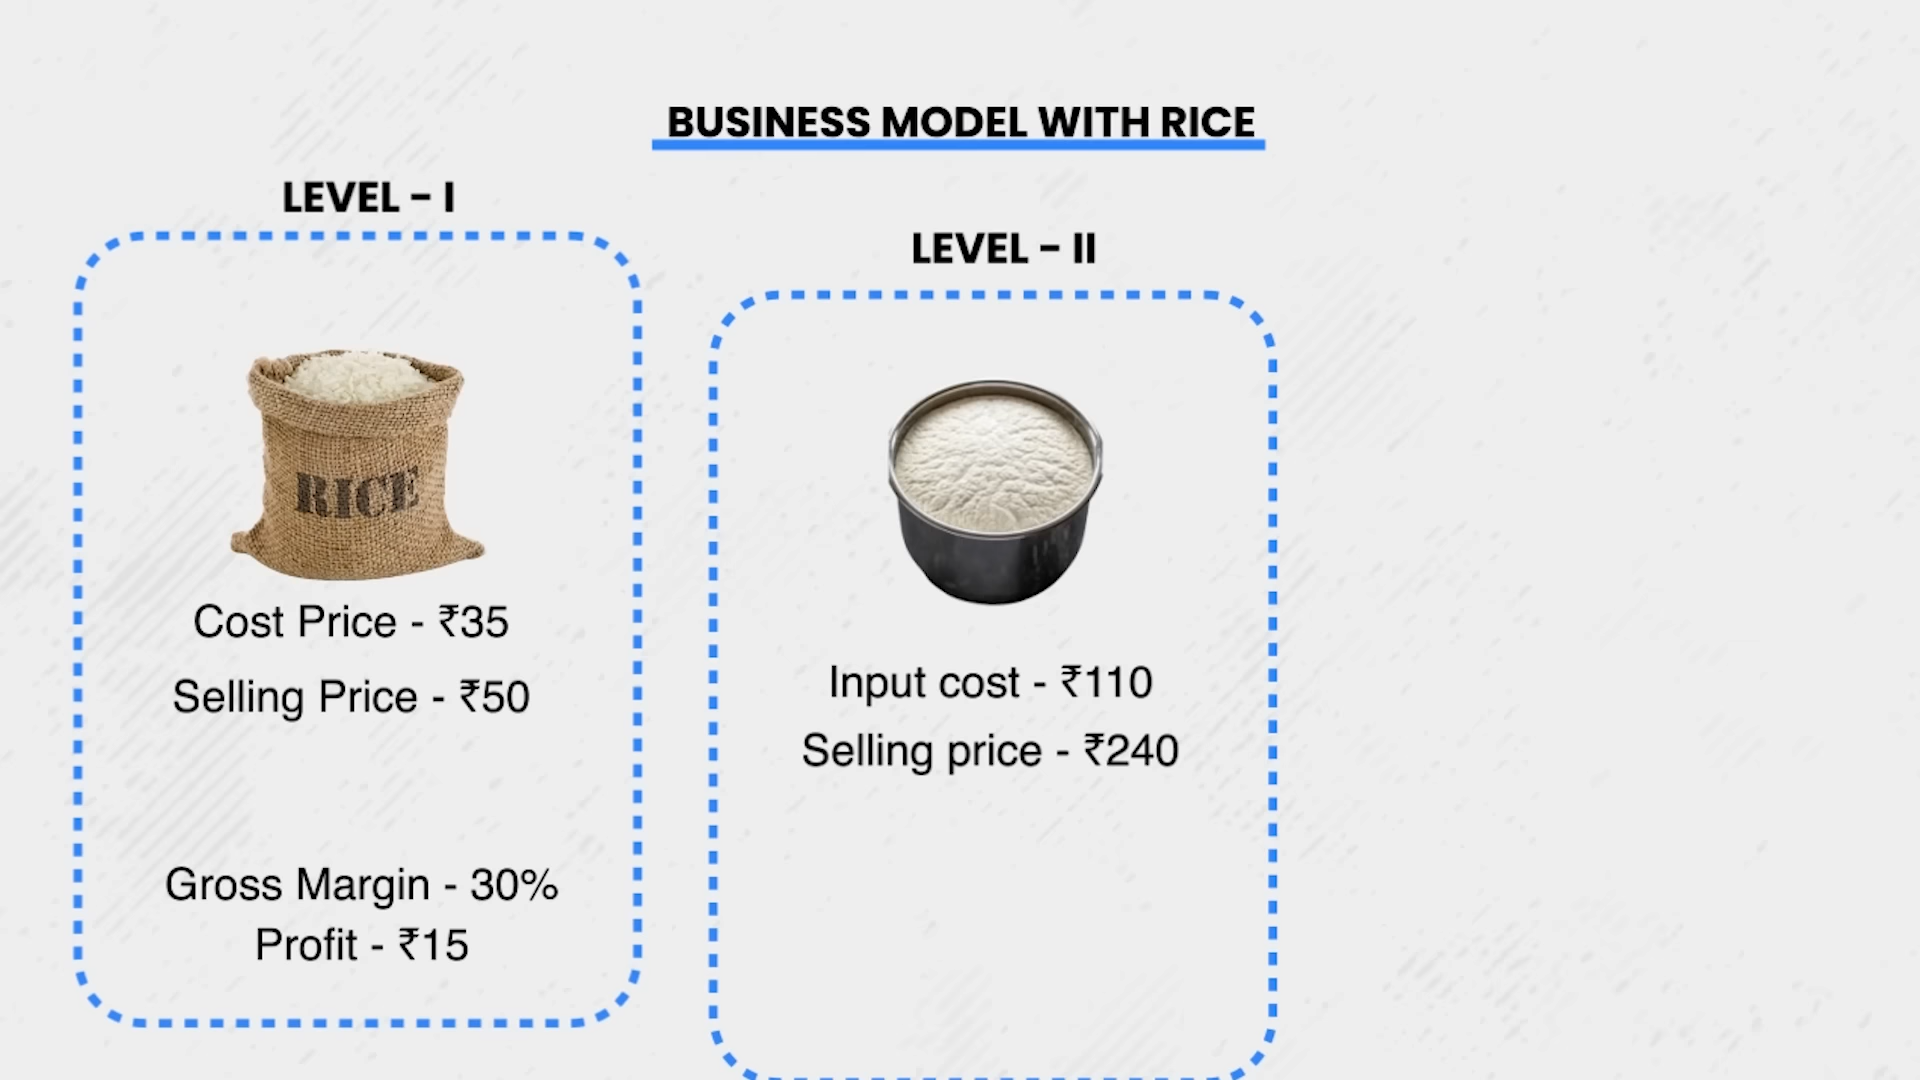 BUSINESS MODEL WITH RICE
LEVEL – I
RICE
Cost Price - ₹35
Selling Price - ₹50
Gross Margin - 30%
Profit - ₹15
LEVEL – II
Input cost - ₹110
Selling price - ₹240